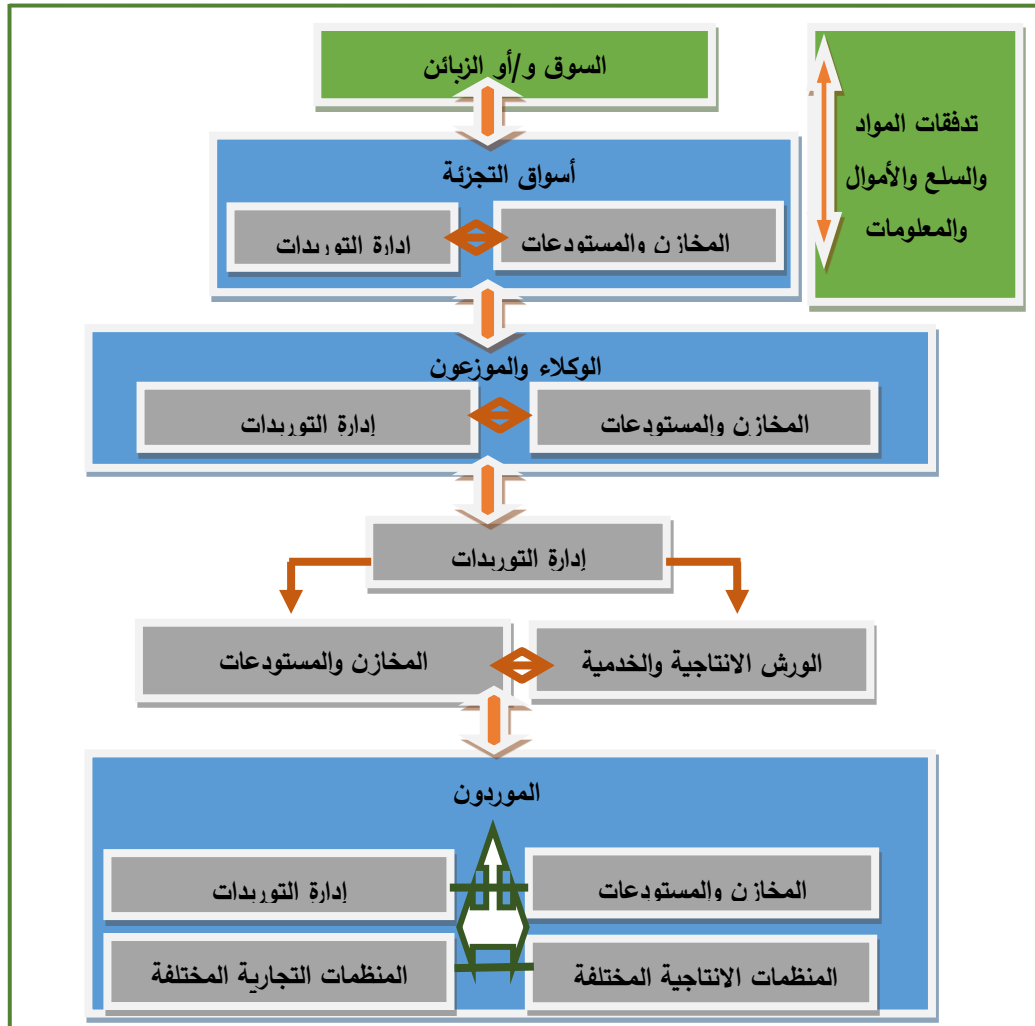 السوق و/أو الزبائن
تدفقات المواد
والسلع والأموال
والمعلومات
أسواق التجزئة
المخازن والمستودعات
ادارة التوريدات
الوكلاء والموزعون
المخازن والمستودعات
إدارة التوريدات
إدارة التوريدات
الورش الانتاجية والخدمية
المخازن والمستودعات
الموردون
المخازن والمستودعات
إدارة التوريدات
المنظمات الانتاجية المختلفة
المنظمات التجارية المختلفة